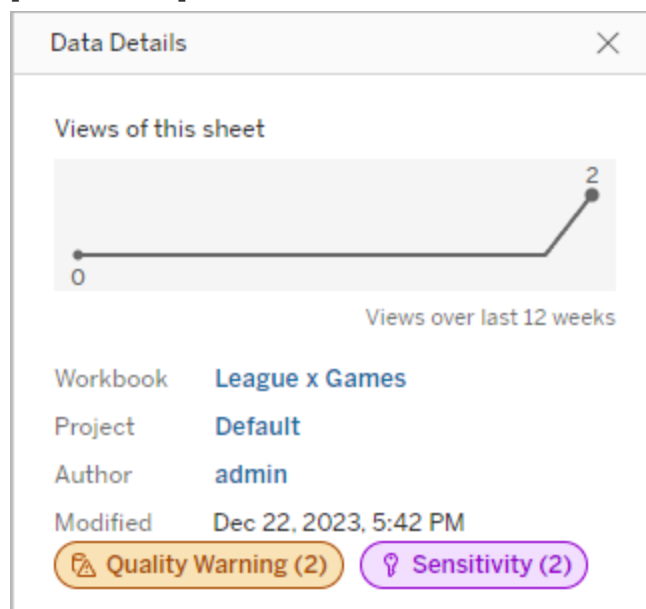 Data Details
Views of this sheet
2
0
Views over last 12 weeks
Workbook League x Games
Project Default
Author admin
Modified Dec 22, 2023, 5:42 PM
Quality Warning (2) Sensitivity (2)